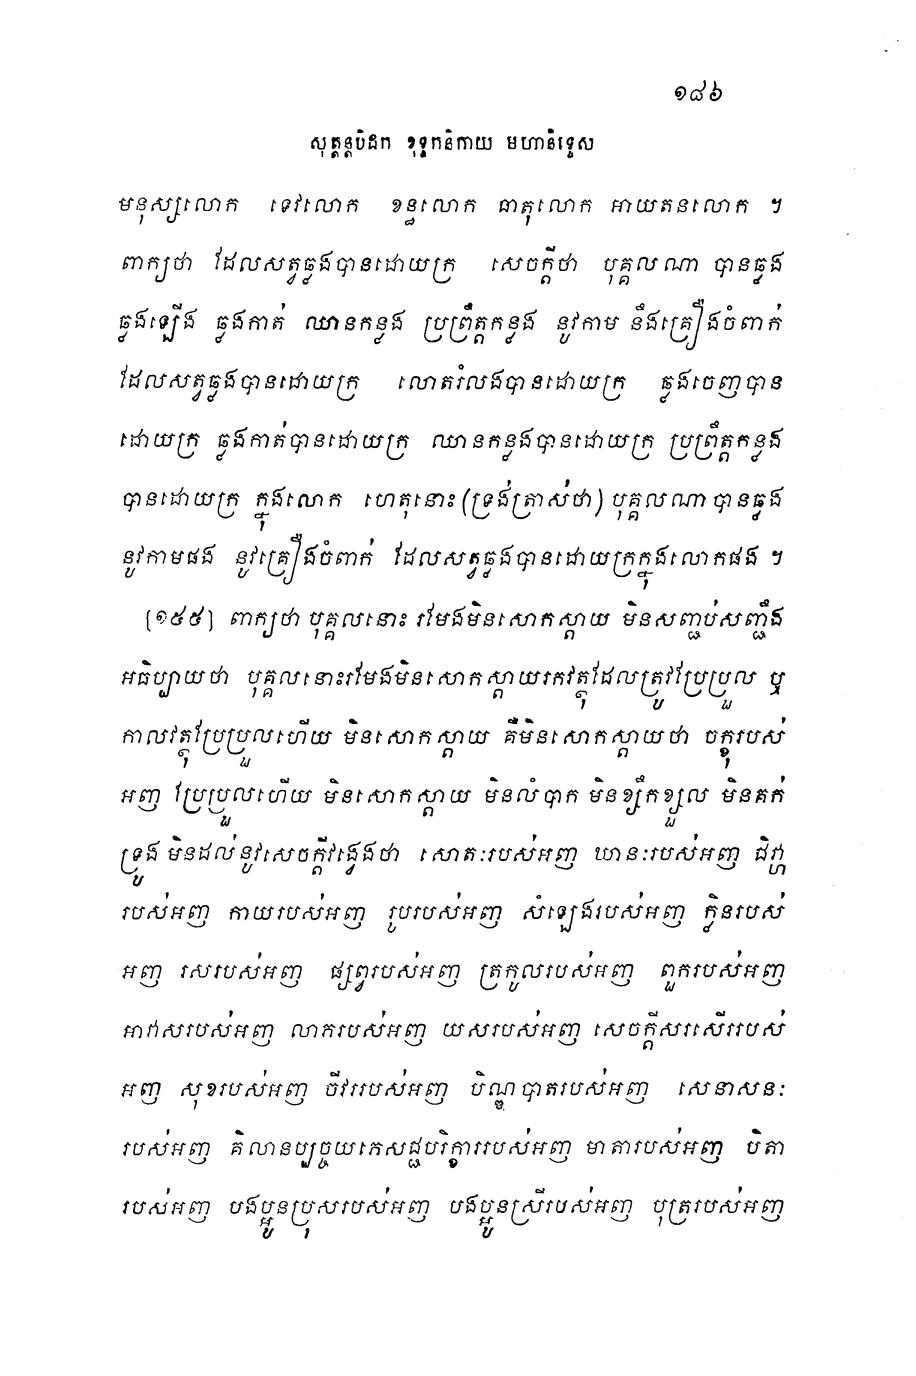 ១៨៦
សុត្តន្តបិដក ខុទ្ទកនិកាយ មហានិទ្ទេស
មនុស្សលោក ទេវលោក ខន្ធលោក ធាតុលោក អាយតនលោក ។
ពាក្យថា ដែលសត្វឆ្លងបានដោយក្រ សេចក្តីថា បុគ្គលណា បានឆ្លង
ឆ្លងឡើង ឆ្លងកាត់ ឈានកន្លង ប្រព្រឹត្តកន្លង នូវកាម នឹងគ្រឿងចំពាក់
ដែលសត្វឆ្លងបានដោយក្រ លោតរំលងបានដោយក្រ ឆ្លងចេញបាន
ដោយក្រ ឆ្លងកាត់បានដោយក្រ ឈានកន្លងបានដោយក្រ ប្រព្រឹត្តកន្លង
បានដោយក្រ ក្នុងលោក ហេតុនោះ (ទ្រង់ត្រាស់ថា) បុគ្គលណា បានឆ្លង
នូវកាមផង នូវគ្រឿងចំពាក់ ដែលសត្វឆ្លងបានដោយក្រក្នុងលោកផង ។
[១៥៥] ពាក្យថា បុគ្គលនោះ រមែងមិនសោកស្តាយ មិនសញ្ជប់សញ្ជឹង
អធិប្បាយថា បុគ្គលនោះរមែងមិនសោកស្តាយរកវត្ថុដែលត្រូវប្រែប្រួល ឬ
កាលវត្ថុប្រែប្រួលហើយ មិនសោកស្តាយ គឺមិនសោកស្តាយថា ចក្ខុរបស់
អញ ប្រែប្រួលហើយ មិនសោកស្តាយ មិនលំបាក មិនខ្សឹកខ្សួល មិនគក់
ទ្រូង មិនដល់នូវសេចក្តីវង្វេងថា សោតៈរបស់អញ ឃានៈរបស់អញ ជិវ្ហា
របស់អញ កាយរបស់អញ រូបរបស់អញ សំឡេងរបស់អញ ក្លិនរបស់
អញ រសរបស់អញ ផ្សព្វរបស់អញ ត្រកូលរបស់អញ ពួករបស់អញ
អាវាសរបស់អញ លាភរបស់អញ យសរបស់អញ សេចក្តីសរសើររបស់
អញ សុខរបស់អញ ចីវររបស់អញ បិណ្ឌបាតរបស់អញ សេនាសនៈ
របស់អញ គិលានប្បច្ចយភេសជ្ជបរិក្ខាររបស់អញ មាតារបស់អញ បិតា
របស់អញ បងប្អូនប្រុសរបស់អញ បងប្អូនស្រីរបស់អញ បុត្ររបស់អញ